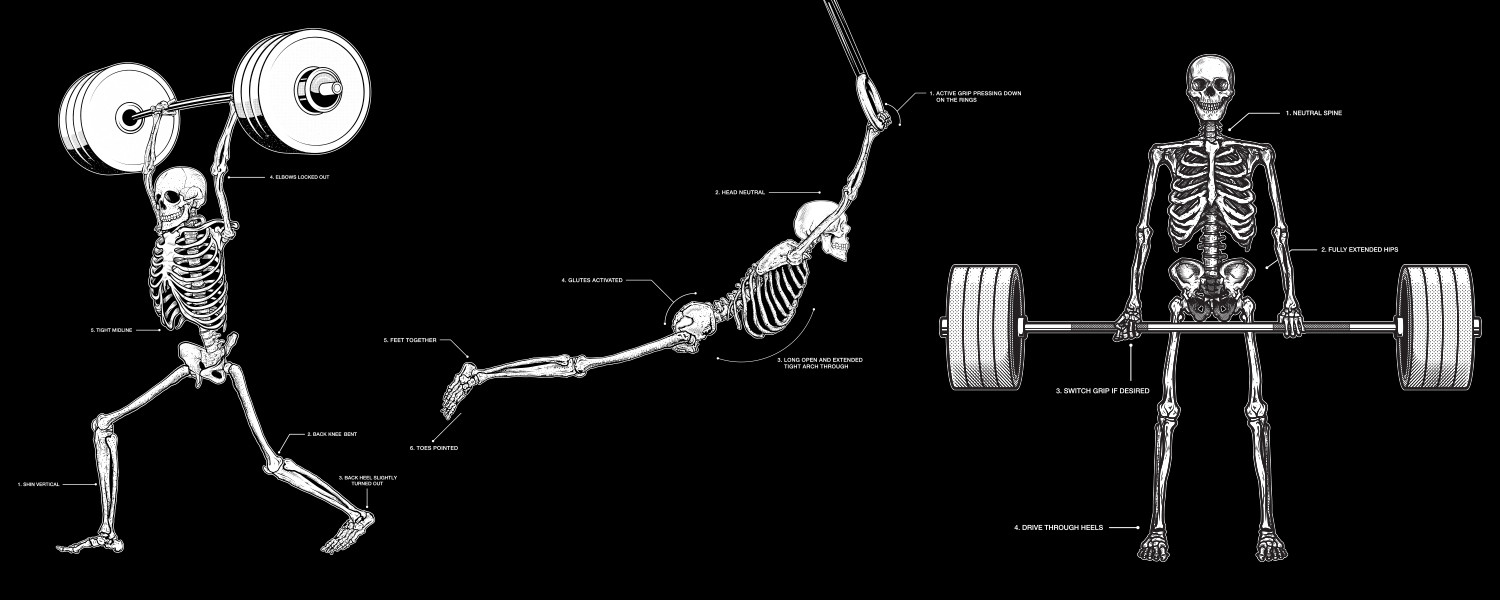 4. ELBOWS LOCKED OUT
5. TIGHT MIDLINE
2. BACK KNEE BENT
1. SHIN VERTICAL
3. BACK HEEL SLIGHTLY
TURNED OUT
1. ACTIVE GRIP PRESSING DOWN
ON THE RINGS
2. HEAD NEUTRAL
4. GLUTES ACTIVATED
5. FEET TOGETHER
3. LONG OPEN AND EXTENDED
TIGHT ARCH THROUGH
6. TOES POINTED
1. NEUTRAL SPINE
2. FULLY EXTENDED HIPS
3. SWITCH GRIP IF DESIRED
4. DRIVE THROUGH HEELS